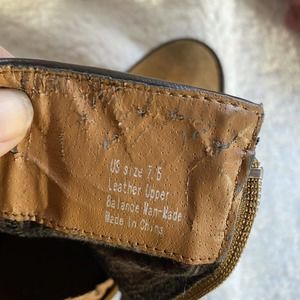 US size 7.5
Leather Upper
Balance Man-Made
Made in China